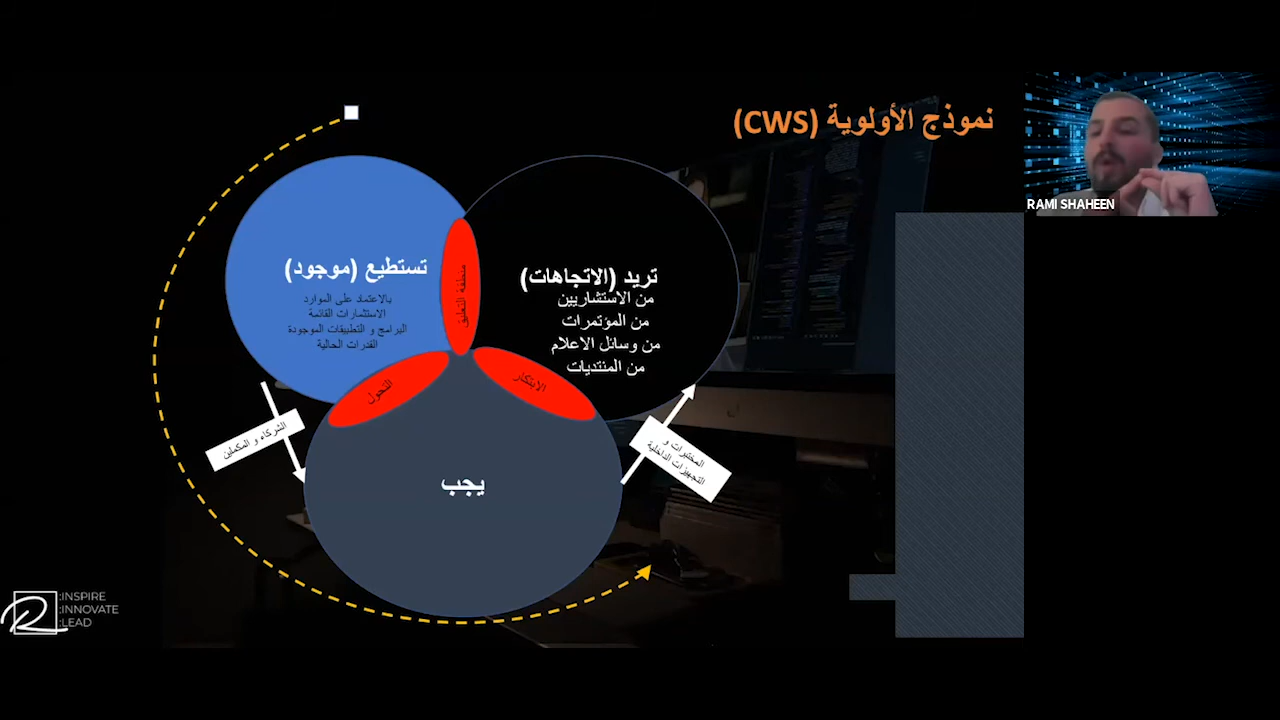 نموذج الأولوية (CWS)
RAMI SHAHEEN
تريد (الاتجاهات)
من الاستشاريين
من المؤتمرات
من وسائل الاعلام
من المنتديات
تستطيع (موجود)
بالاعتماد على الموارد
الاستثمارات القائمة
البرامج و التطبيقات الموجودة
القدرات الحالية
منطقة التطبيق
الابتكار
التحول
يجب
المختبرات و
التجهيزات الداخلية
الشركاء و المكملين
:INSPIRE
:INNOVATE
:LEAD